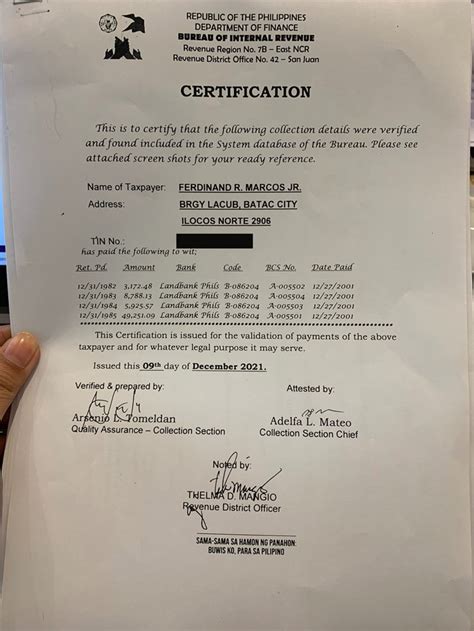 REPUBLIC OF THE PHILIPPINES
DEPARTMENT OF FINANCE
BUREAU OF INTERNAL REVENUE
Revenue Region No. 7B – East NCR
Revenue District Office No. 42 – San Juan
CERTIFICATION
This is to certify that the following collection details were verified
and found included in the System database of the Bureau. Please see
attached screen shots for your ready reference.
Name of Taxpayer: FERDINAND R. MARCOS JR.
Address: BRGY LACUB, BATAC CITY
ILOCOS NORTE 2906
TIN No.:
has paid the following to wit;
Ret. Pd. Amount Bank Code BCS No. Date Paid
12/31/1982 3,172.48 Landbank Phils B-086204 A-005502 12/27/2001
12/31/1983 8,788.13 Landbank Phils B-086204 A-005504 12/27/2001
12/31/1984 5,925.57 Landbank Phils B-086204 A-005503 12/27/2001
12/31/1985 49,251.09 Landbank Phils B-086204 A-005501 12/27/2001
This Certification is issued for the validation of payments of the above
taxpayer and for whatever legal purpose it may serve.
Issued this 09th day of December 2021.
Verified & prepared by: Attested by:
Arsenio L. Tomeldan Adelfa L. Mateo
Quality Assurance – Collection Section Collection Section Chief
Noted by:
THELMA D. MANGIO
Revenue District Officer
SAMA-SAMA SA HAMON NG PANAHON:
BUWIS KO, PARA SA PILIPINO